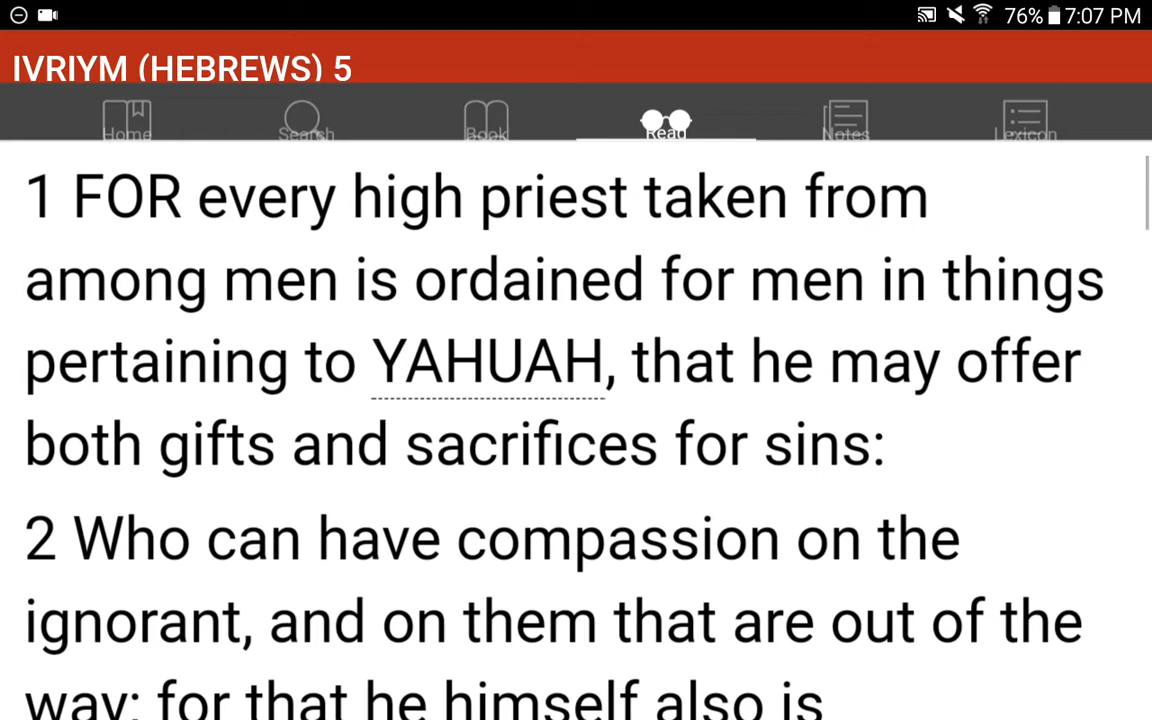 76% 7:07 PM
IVRIYM (HEBREWS) 5
Home Search Book Read Notes Lexicon
1 FOR every high priest taken from
among men is ordained for men in things
pertaining to YAHUAH, that he may offer
both gifts and sacrifices for sins:
2 Who can have compassion on the
ignorant, and on them that are out of the
way; for that he himself also is